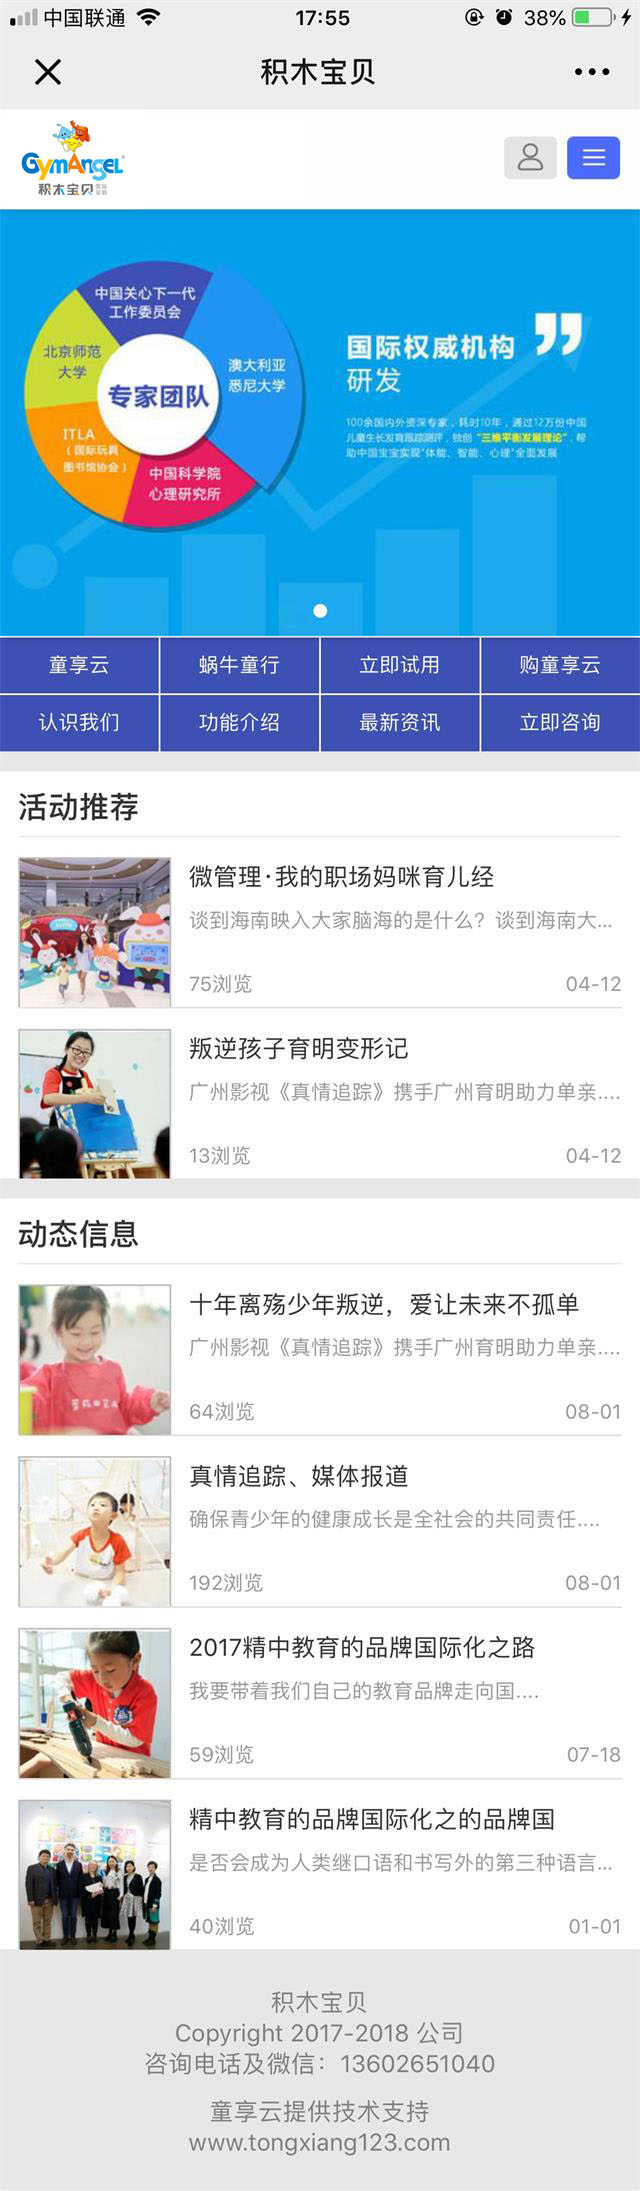 中国联通
17:55
38%
积木宝贝
GymAngel
积木宝贝
中国关心下一代
工作委员会
北京师范
大学
澳大利亚
悉尼大学
专家团队
ITLA
(国际玩具
图书馆协会)
中国科学院
心理研究所
国际权威机构
研发
100余国内外资深专家，耗时10年，通过12万份中国
儿童生长发育跟踪测评，独创“三维平衡发展理论”，帮
助中国宝宝实现“体能、智能、心理”全面发展
童享云
蜗牛童行
立即试用
购童享云
认识我们
功能介绍
最新资讯
立即咨询
活动推荐
微管理·我的职场妈咪育儿经
谈到海南映入大家脑海的是什么？谈到海南大...
75浏览
04-12
叛逆孩子育明变形记
广州影视《真情追踪》携手广州育明助力单亲....
13浏览
04-12
动态信息
十年离殇少年叛逆，爱让未来不孤单
广州影视《真情追踪》携手广州育明助力单亲....
64浏览
08-01
真情追踪、媒体报道
确保青少年的健康成长是全社会的共同责任....
192浏览
08-01
2017精中教育的品牌国际化之路
我要带着我们自己的教育品牌走向国....
59浏览
07-18
精中教育的品牌国际化之的品牌国
是否会成为人类继口语和书写外的第三种语言...
40浏览
01-01
积木宝贝
Copyright 2017-2018 公司
咨询电话及微信：13602651040
童享云提供技术支持
www.tongxiang123.com